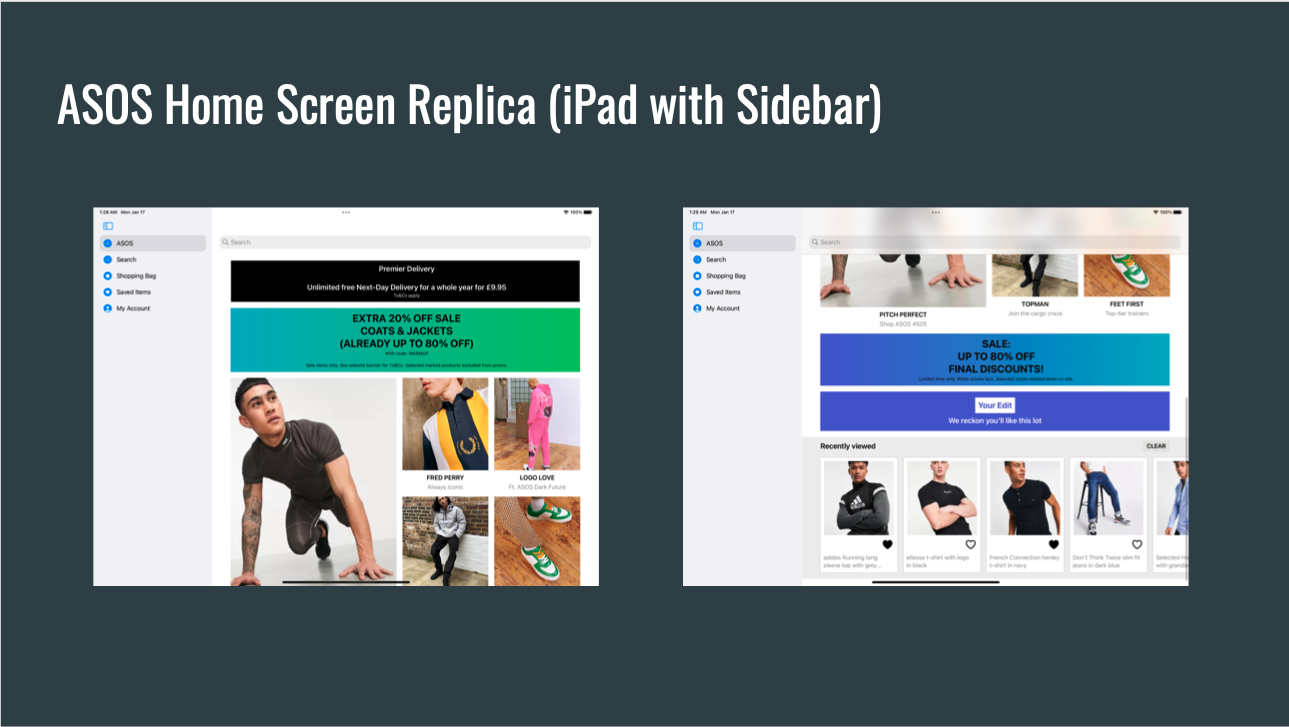 ASOS Home Screen Replica (iPad with Sidebar)
1:28 AM Mon Jan 17
100%
ASOS
Search
Shopping Bag
Saved Items
My Account
Search
Premier Delivery
Unlimited free Next-Day Delivery for a whole year for £9.95
Ts&Cs apply
EXTRA 20% OFF SALE
COATS & JACKETS
(ALREADY UP TO 80% OFF)
With code: WARMUP
Sale items only. See website banner for Ts&Cs. Selected marked products excluded from promo.
FRED PERRY
Always iconic
LOGO LOVE
Ft. ASOS Dark Future
1:29 AM Mon Jan 17
100%
ASOS
Search
Shopping Bag
Saved Items
My Account
Search
PITCH PERFECT
Shop ASOS 4505
TOPMAN
Join the cargo craze
FEET FIRST
Top-tier trainers
SALE:
UP TO 80% OFF
FINAL DISCOUNTS!
Limited time only. While stocks last. Selected styles marked down on site.
Your Edit
We reckon you'll like this lot
Recently viewed
CLEAR
adidas Running long
sleeve top with grey...
ellesse t-shirt with logo
in black
French Connection henley
t-shirt in navy
Don't Think Twice slim fit
jeans in dark blue
Selected
with